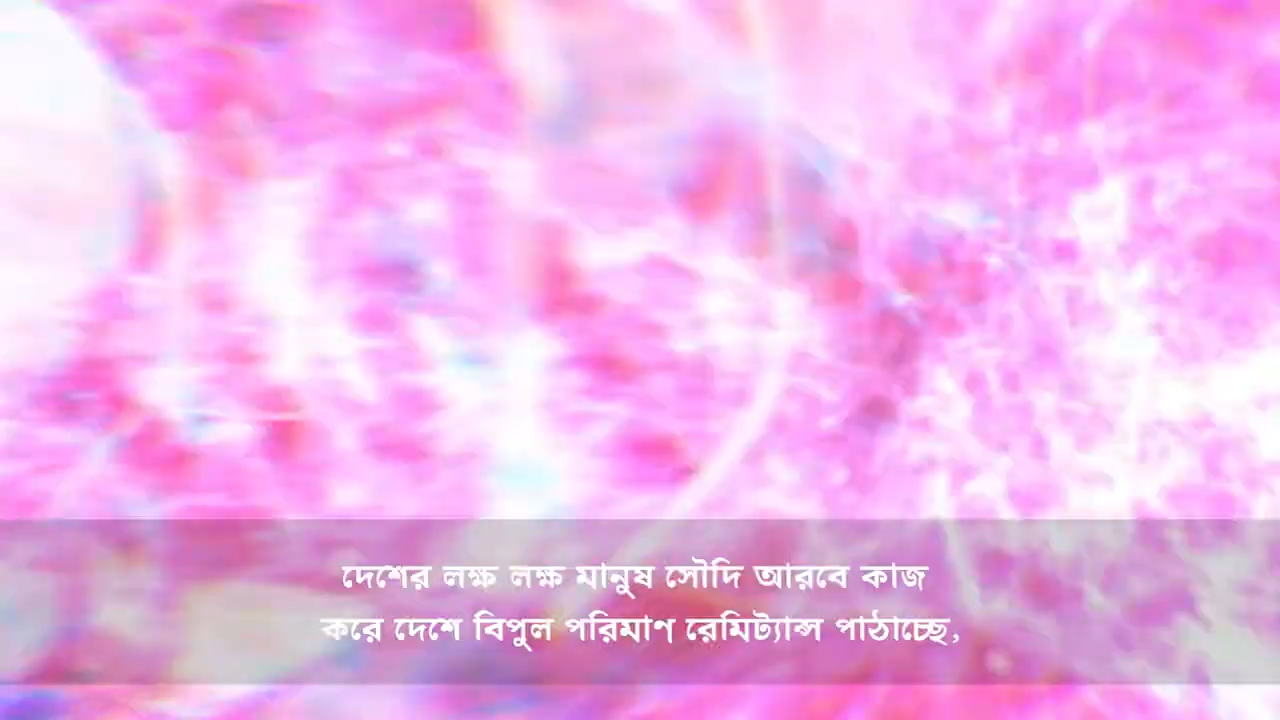 দেশের লক্ষ লক্ষ মানুষ সৌদি আরবে কাজ
করে দেশে বিপুল পরিমাণ রেমিট্যান্স পাঠাচ্ছে,